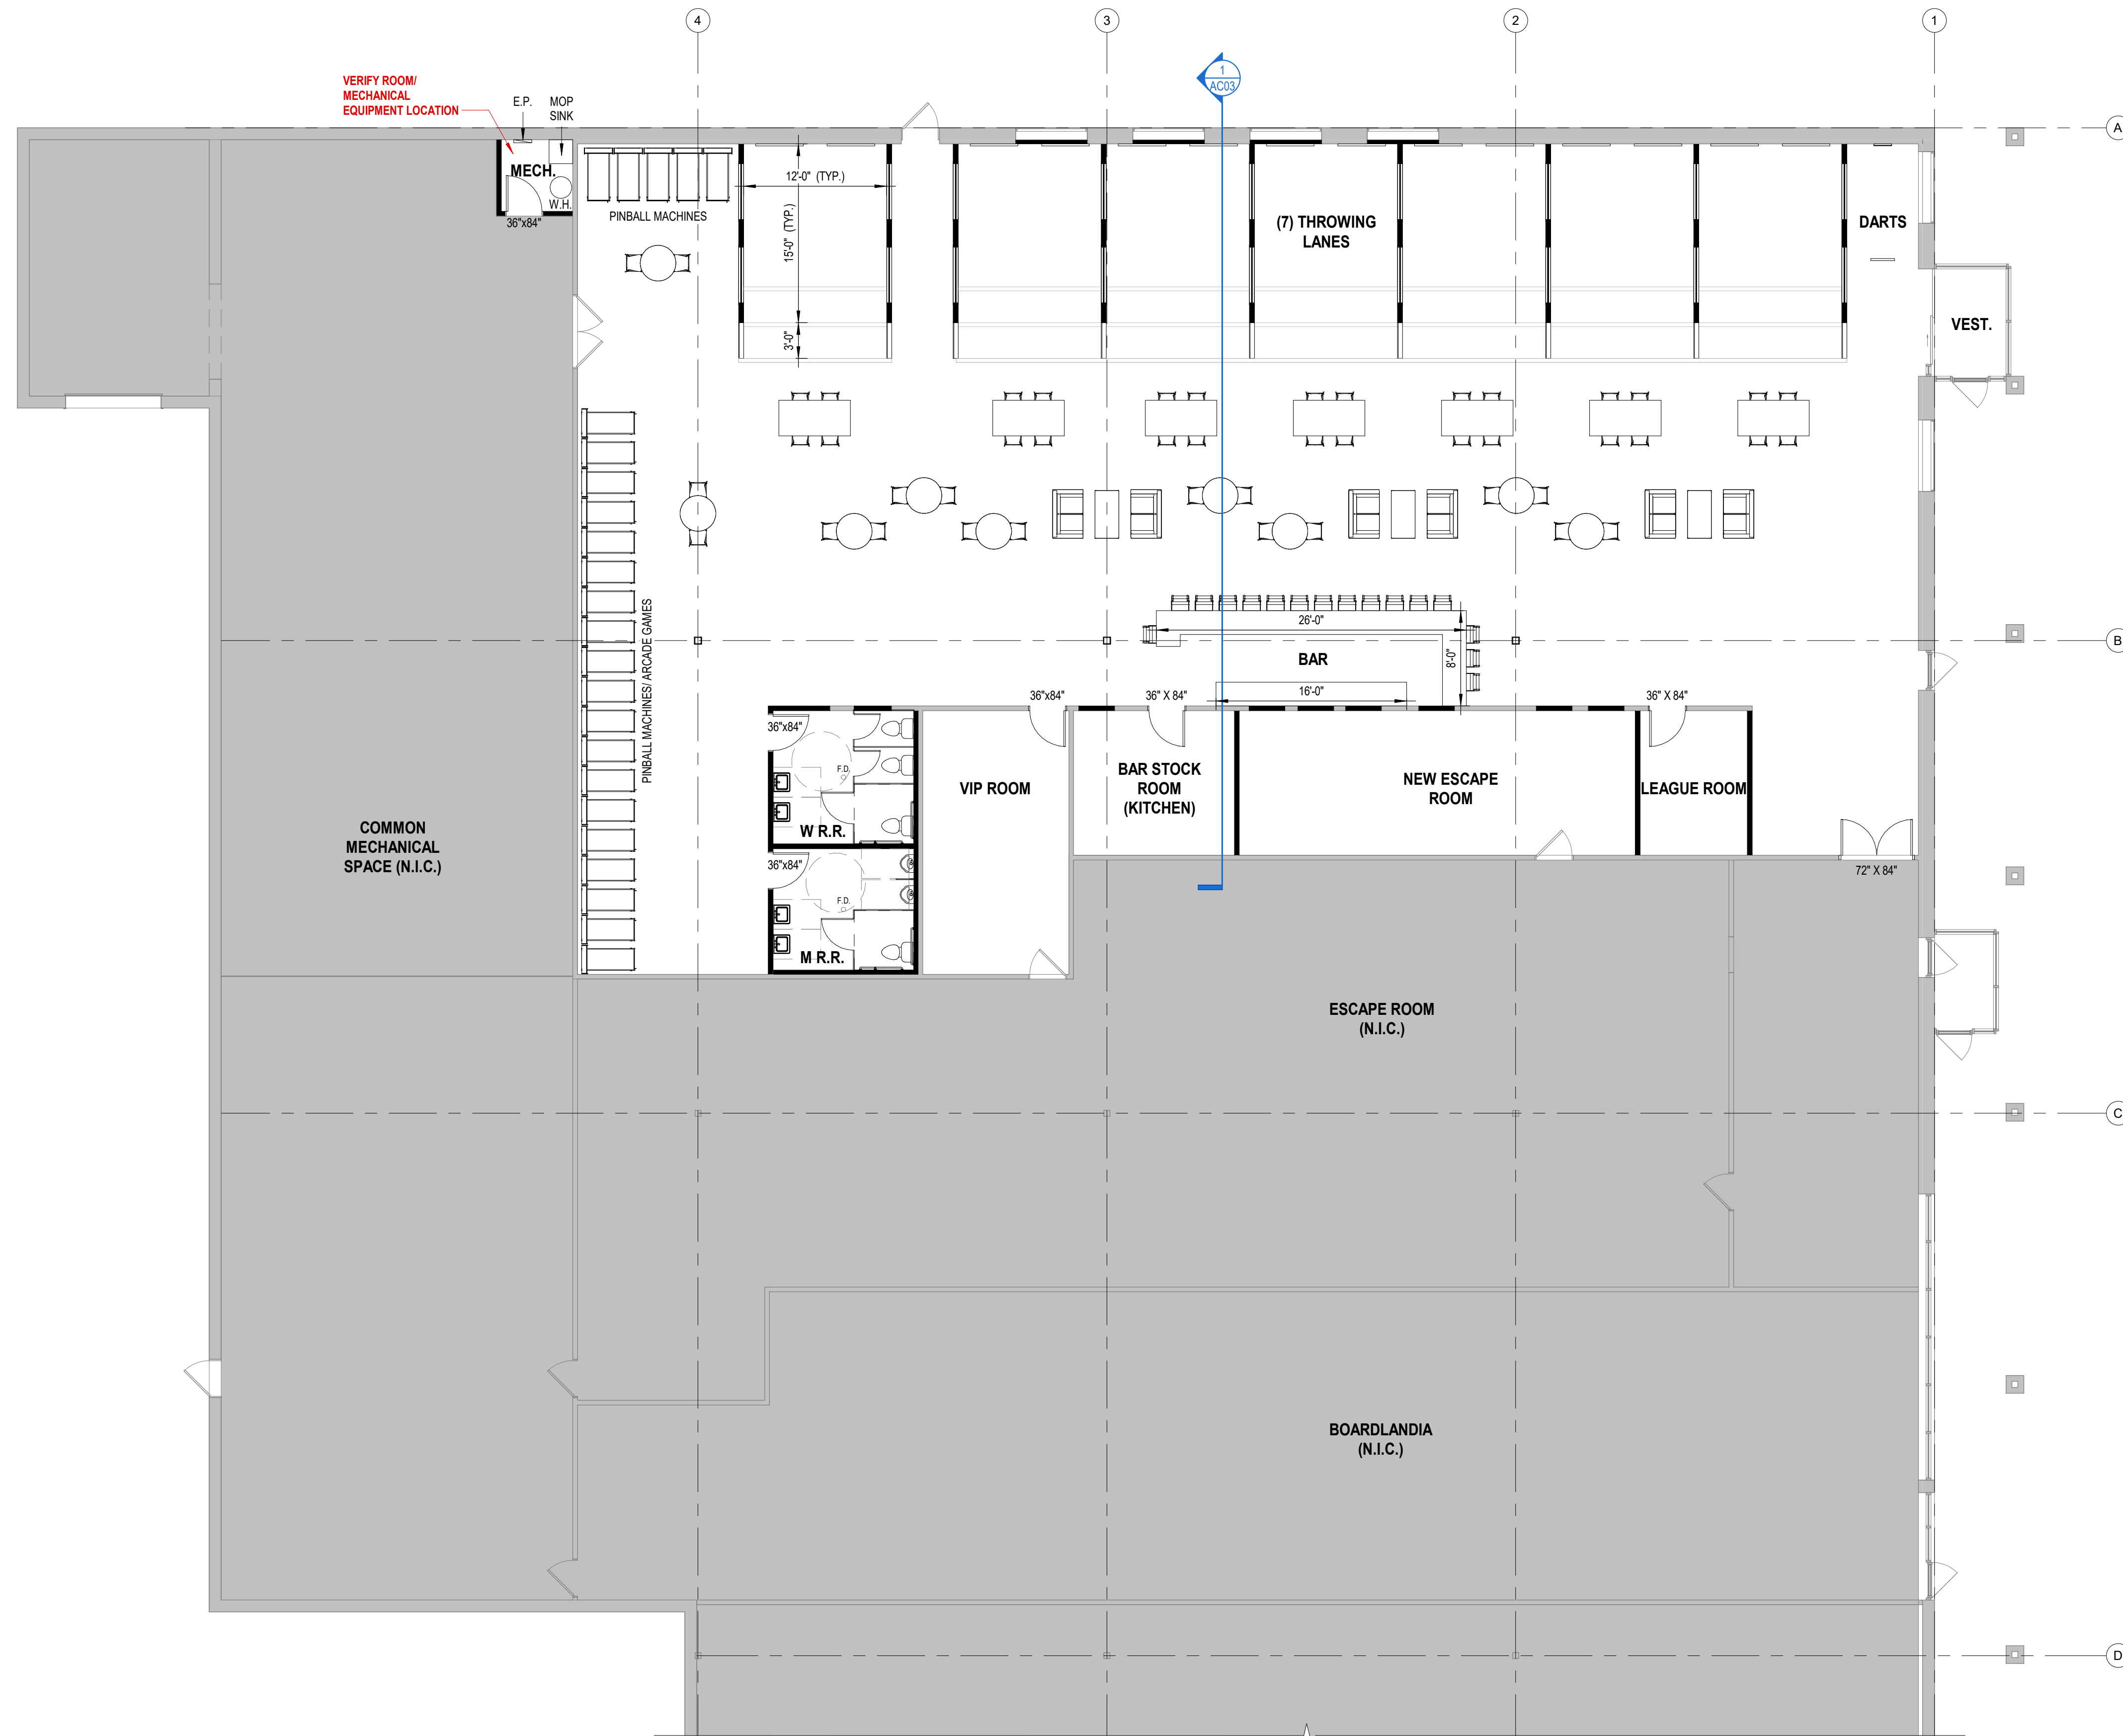 4
3
2
1
1
AC03
VERIFY ROOM/
MECHANICAL
EQUIPMENT LOCATION
E.P.
MOP
SINK
A
MECH.
W.H.
36"x84"
PINBALL MACHINES
12'-0" (TYP.)
15'-0" (TYP.)
3'-0"
(7) THROWING
LANES
DARTS
VEST.
PINBALL MACHINES/ ARCADE GAMES
26'-0"
BAR
8'-0"
16'-0"
B
36"x84"
36" X 84"
36" X 84"
36"x84"
F.D.
W R.R.
VIP ROOM
BAR STOCK
ROOM
(KITCHEN)
NEW ESCAPE
ROOM
LEAGUE ROOM
COMMON
MECHANICAL
SPACE (N.I.C.)
36"x84"
F.D.
M R.R.
72" X 84"
ESCAPE ROOM
(N.I.C.)
C
BOARDLANDIA
(N.I.C.)
D